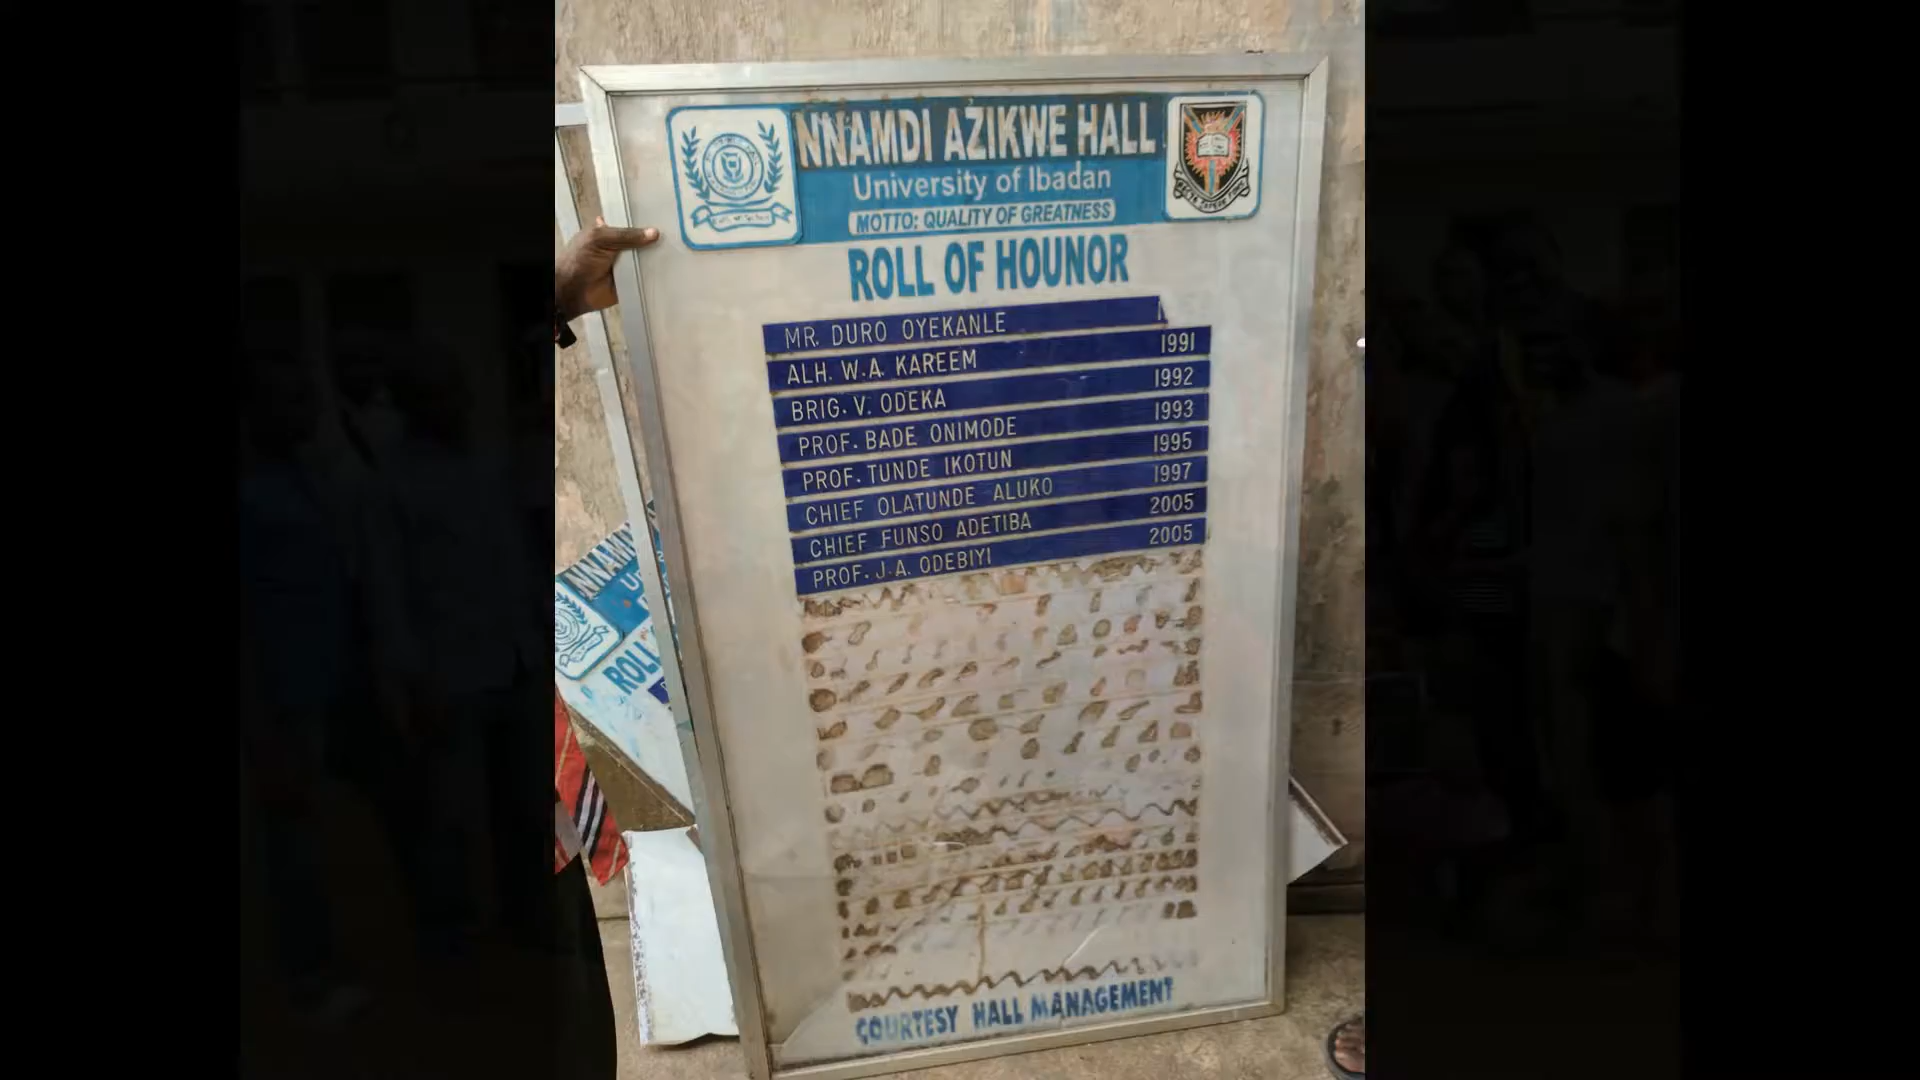 NNAMDI AZIKWE HALL
University of Ibadan
MOTTO: QUALITY OF GREATNESS
ROLL OF HOUNOR
MR. DURO OYEKANLE
ALH. W.A. KAREEM 1991
BRIG. V. ODEKA 1992
PROF. BADE ONIMODE 1993
PROF. TUNDE IKOTUN 1995
CHIEF OLATUNDE ALUKO 1997
CHIEF FUNSO ADETIBA 2005
PROF. J.A. ODEBIYI 2005
COURTESY HALL MANAGEMENT
ROLL